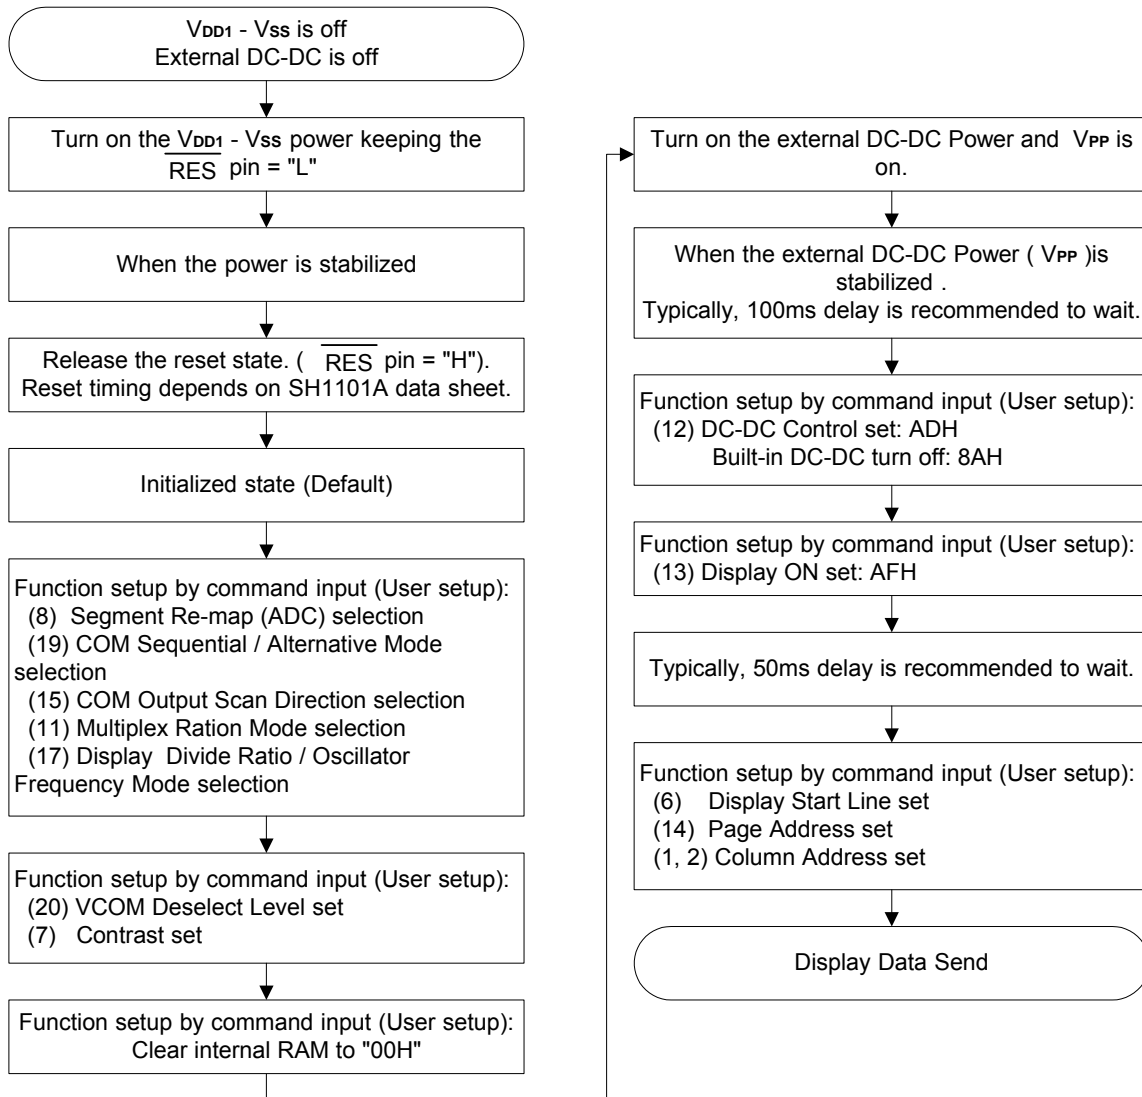 VDD1 - VSS is off
External DC-DC is off
Turn on the VDD1 - VSS power keeping the
RES pin = "L"
When the power is stabilized
Release the reset state. ( RES pin = "H").
Reset timing depends on SH1101A data sheet.
Initialized state (Default)
Function setup by command input (User setup):
(8) Segment Re-map (ADC) selection
(19) COM Sequential / Alternative Mode
selection
(15) COM Output Scan Direction selection
(11) Multiplex Ration Mode selection
(17) Display Divide Ratio / Oscillator
Frequency Mode selection
Function setup by command input (User setup):
(20) VCOM Deselect Level set
(7) Contrast set
Function setup by command input (User setup):
Clear internal RAM to "00H"
Turn on the external DC-DC Power and VPP is
on.
When the external DC-DC Power ( VPP )is
stabilized .
Typically, 100ms delay is recommended to wait.
Function setup by command input (User setup):
(12) DC-DC Control set: ADH
Built-in DC-DC turn off: 8AH
Function setup by command input (User setup):
(13) Display ON set: AFH
Typically, 50ms delay is recommended to wait.
Function setup by command input (User setup):
(6) Display Start Line set
(14) Page Address set
(1, 2) Column Address set
Display Data Send